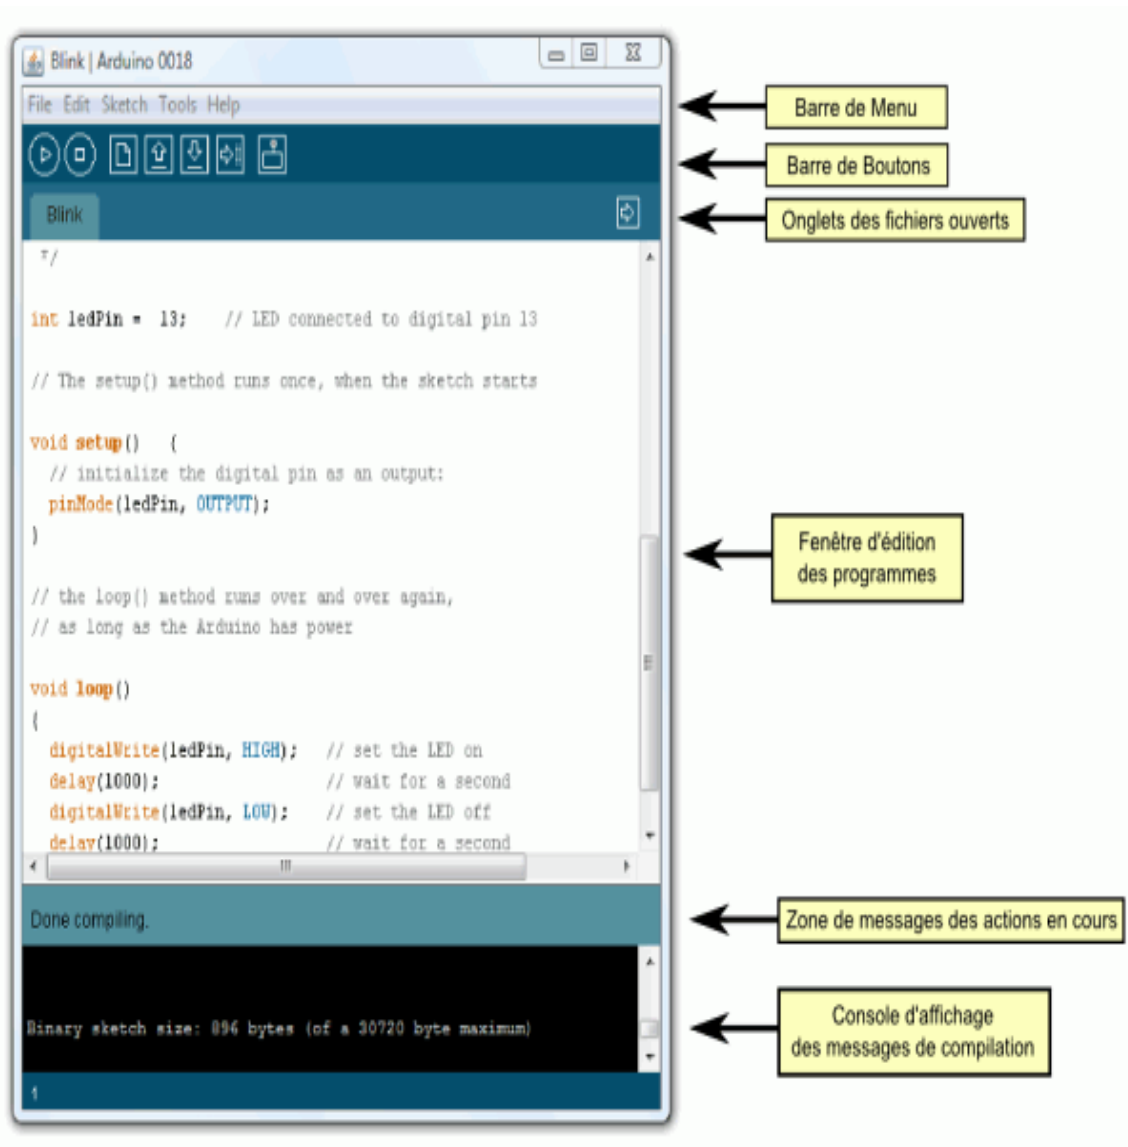 Blink | Arduino 0018
File Edit Sketch Tools Help
Barre de Menu
Barre de Boutons
Blink
Onglets des fichiers ouverts
*/
int ledPin = 13; // LED connected to digital pin 13
// The setup() method runs once, when the sketch starts
void setup() {
// initialize the digital pin as an output:
pinMode(ledPin, OUTPUT);
}
Fenêtre d'édition
des programmes
// the loop() method runs over and over again,
// as long as the Arduino has power
void loop()
{
digitalWrite(ledPin, HIGH); // set the LED on
delay(1000); // wait for a second
digitalWrite(ledPin, LOW); // set the LED off
delay(1000); // wait for a second
Done compiling.
Zone de messages des actions en cours
Binary sketch size: 896 bytes (of a 30720 byte maximum)
Console d'affichage
des messages de compilation
1